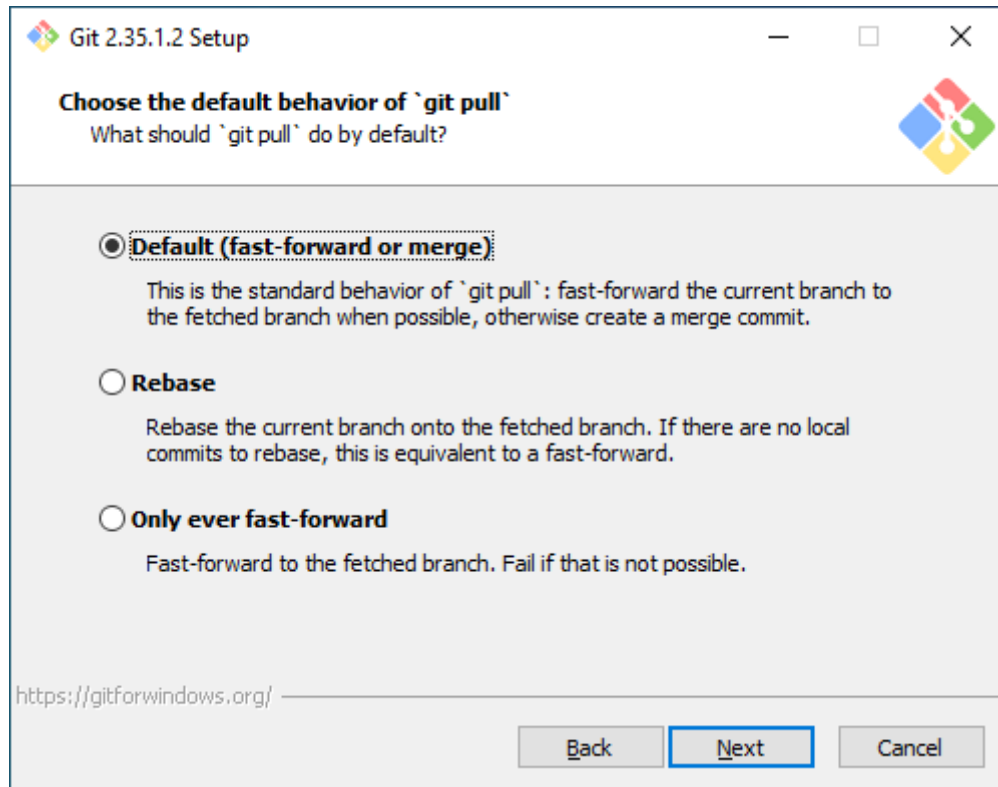 Git 2.35.1.2 Setup
Choose the default behavior of `git pull`
What should `git pull` do by default?
Default (fast-forward or merge)
This is the standard behavior of `git pull`: fast-forward the current branch to
the fetched branch when possible, otherwise create a merge commit.
Rebase
Rebase the current branch onto the fetched branch. If there are no local
commits to rebase, this is equivalent to a fast-forward.
Only ever fast-forward
Fast-forward to the fetched branch. Fail if that is not possible.
https://gitforwindows.org/
Back Next Cancel